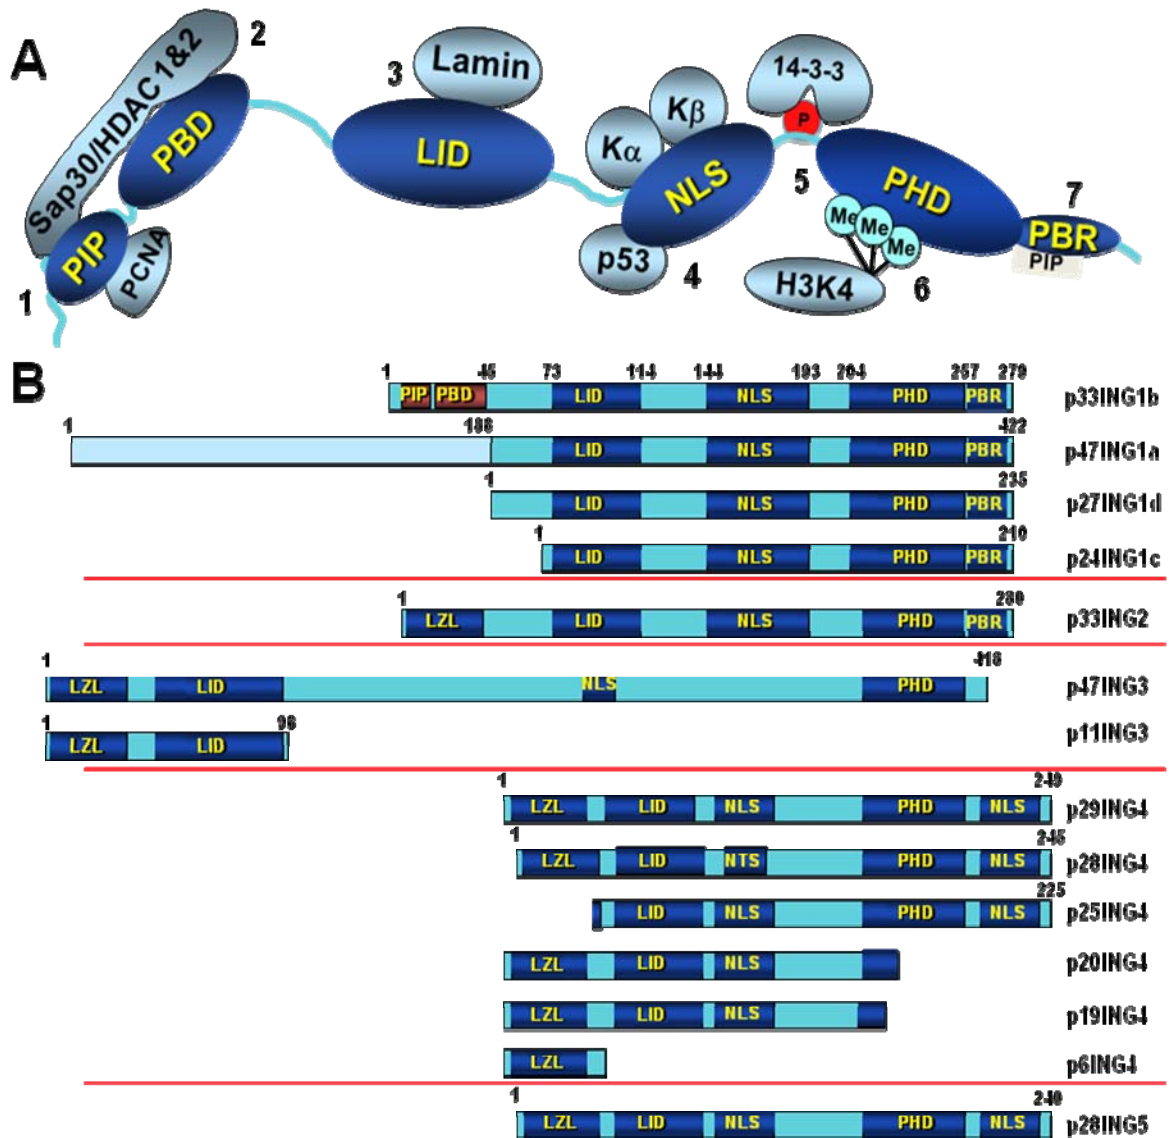 A
Sap30/HDAC1&2
2
PBD
PIP
PCNA
1
3
Lamin
LID
Kα
Kβ
NLS
p53
4
14-3-3
P
5
PHD
Me
Me
Me
H3K4
6
7
PBR
PIP
B
1 46 73 114 144 193 204 257 279
PIP PBD LID NLS PHD PBR p33ING1b
1 188 422
LID NLS PHD PBR p47ING1a
1 235
LID NLS PHD PBR p27ING1d
1 210
LID NLS PHD PBR p24ING1c
1 280
LZL LID NLS PHD PBR p33ING2
1 418
LZL LID NLS PHD p47ING3
1 98
LZL LID p11ING3
1 249
LZL LID NLS PHD NLS p29ING4
1 245
LZL LID NTS PHD NLS p28ING4
225
LID NLS PHD NLS p25ING4
LZL LID NLS p20ING4
LZL LID NLS p19ING4
LZL p6ING4
1 240
LZL LID NLS PHD NLS p28ING5